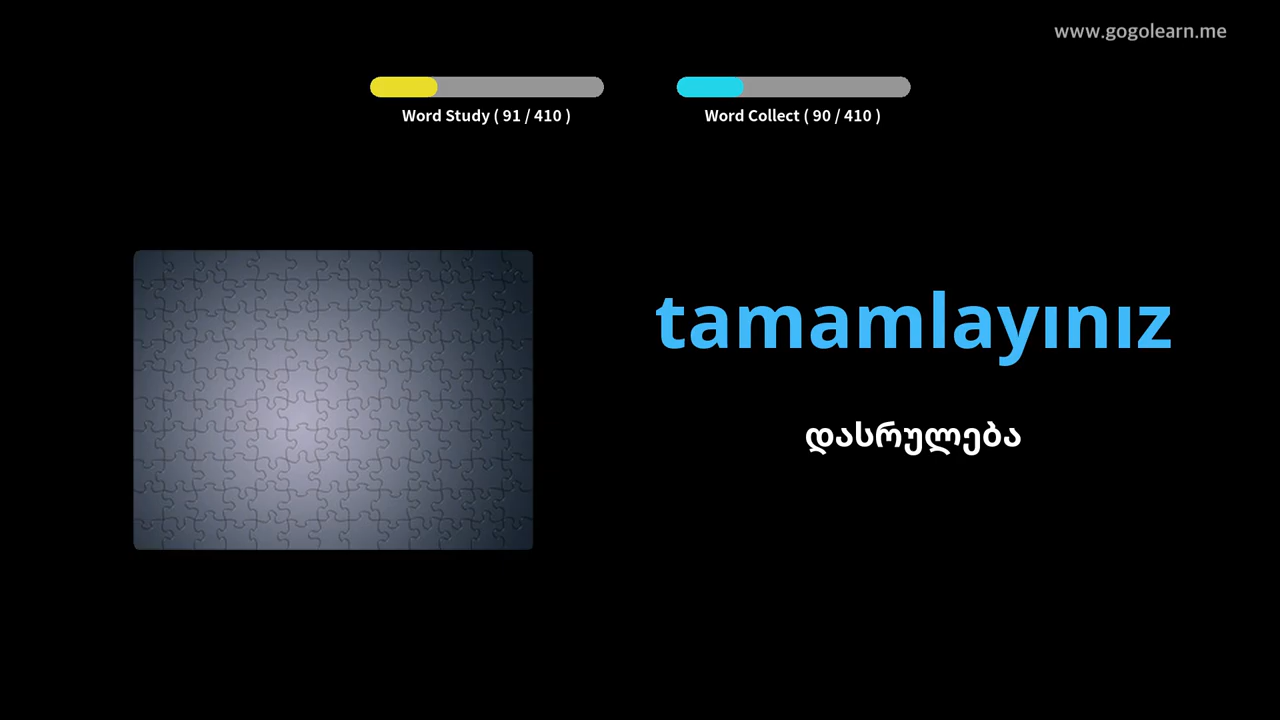 www.gogolearn.me
Word Study ( 91 / 410 )
Word Collect ( 90 / 410 )
tamamlayınız
დასრულება